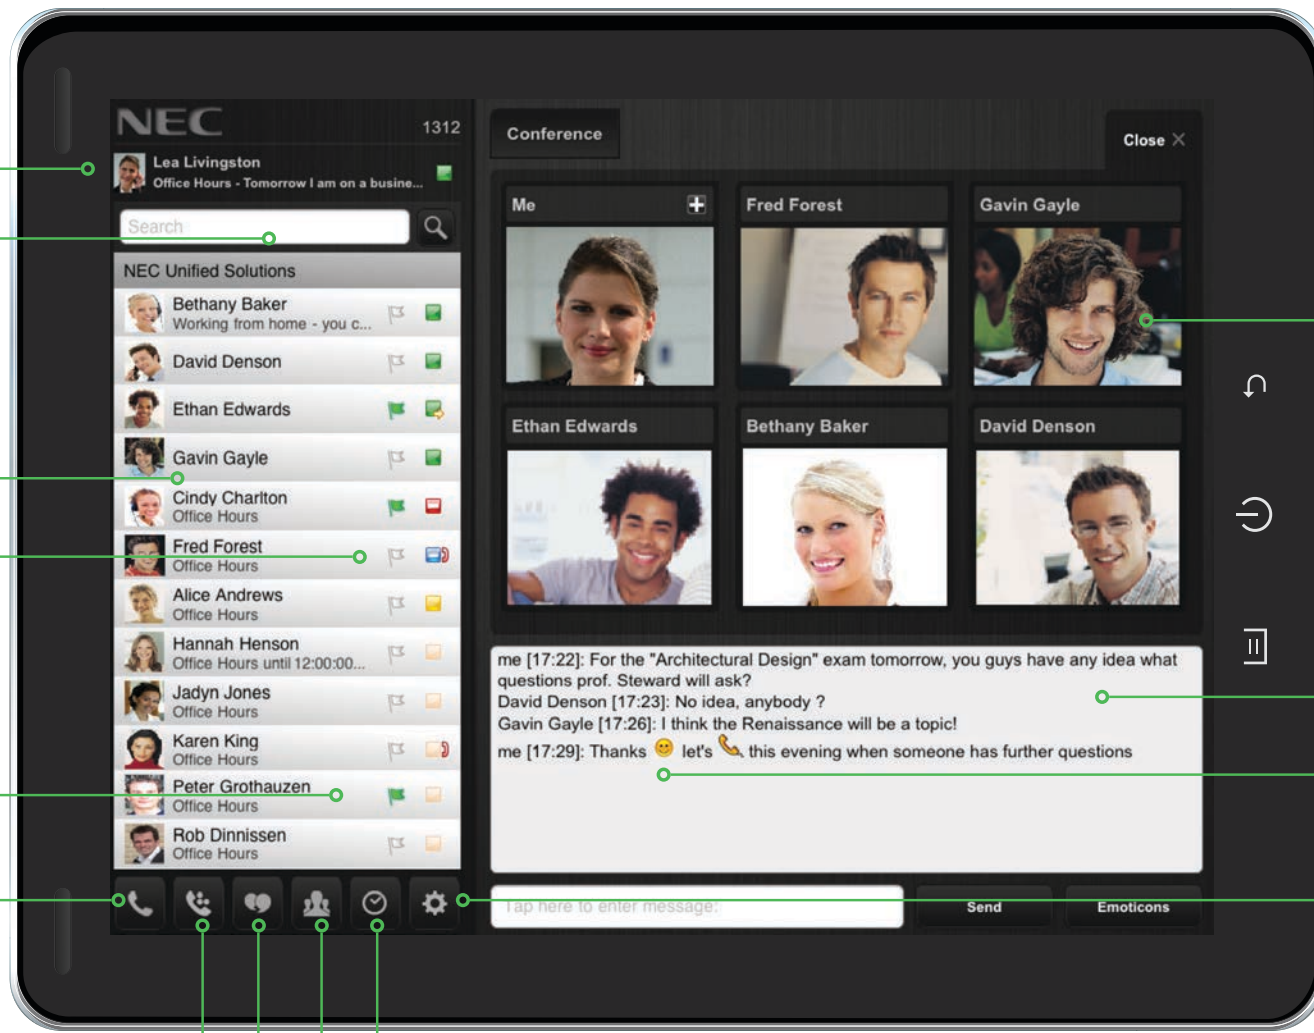 NEC
1312
Lea Livingston
Office Hours - Tomorrow I am on a busine...
Search
NEC Unified Solutions
Bethany Baker
Working from home - you c...
David Denson
Ethan Edwards
Gavin Gayle
Cindy Charlton
Office Hours
Fred Forest
Office Hours
Alice Andrews
Office Hours
Hannah Henson
Office Hours until 12:00:00...
Jadyn Jones
Office Hours
Karen King
Office Hours
Peter Grothauzen
Office Hours
Rob Dinnissen
Office Hours
Conference
Close
Me
Fred Forest
Gavin Gayle
Ethan Edwards
Bethany Baker
David Denson
me [17:22]: For the "Architectural Design" exam tomorrow, you guys have any idea what
questions prof. Steward will ask?
David Denson [17:23]: No idea, anybody ?
Gavin Gayle [17:26]: I think the Renaissance will be a topic!
me [17:29]: Thanks let's this evening when someone has further questions
Tap here to enter message:
Send
Emoticons